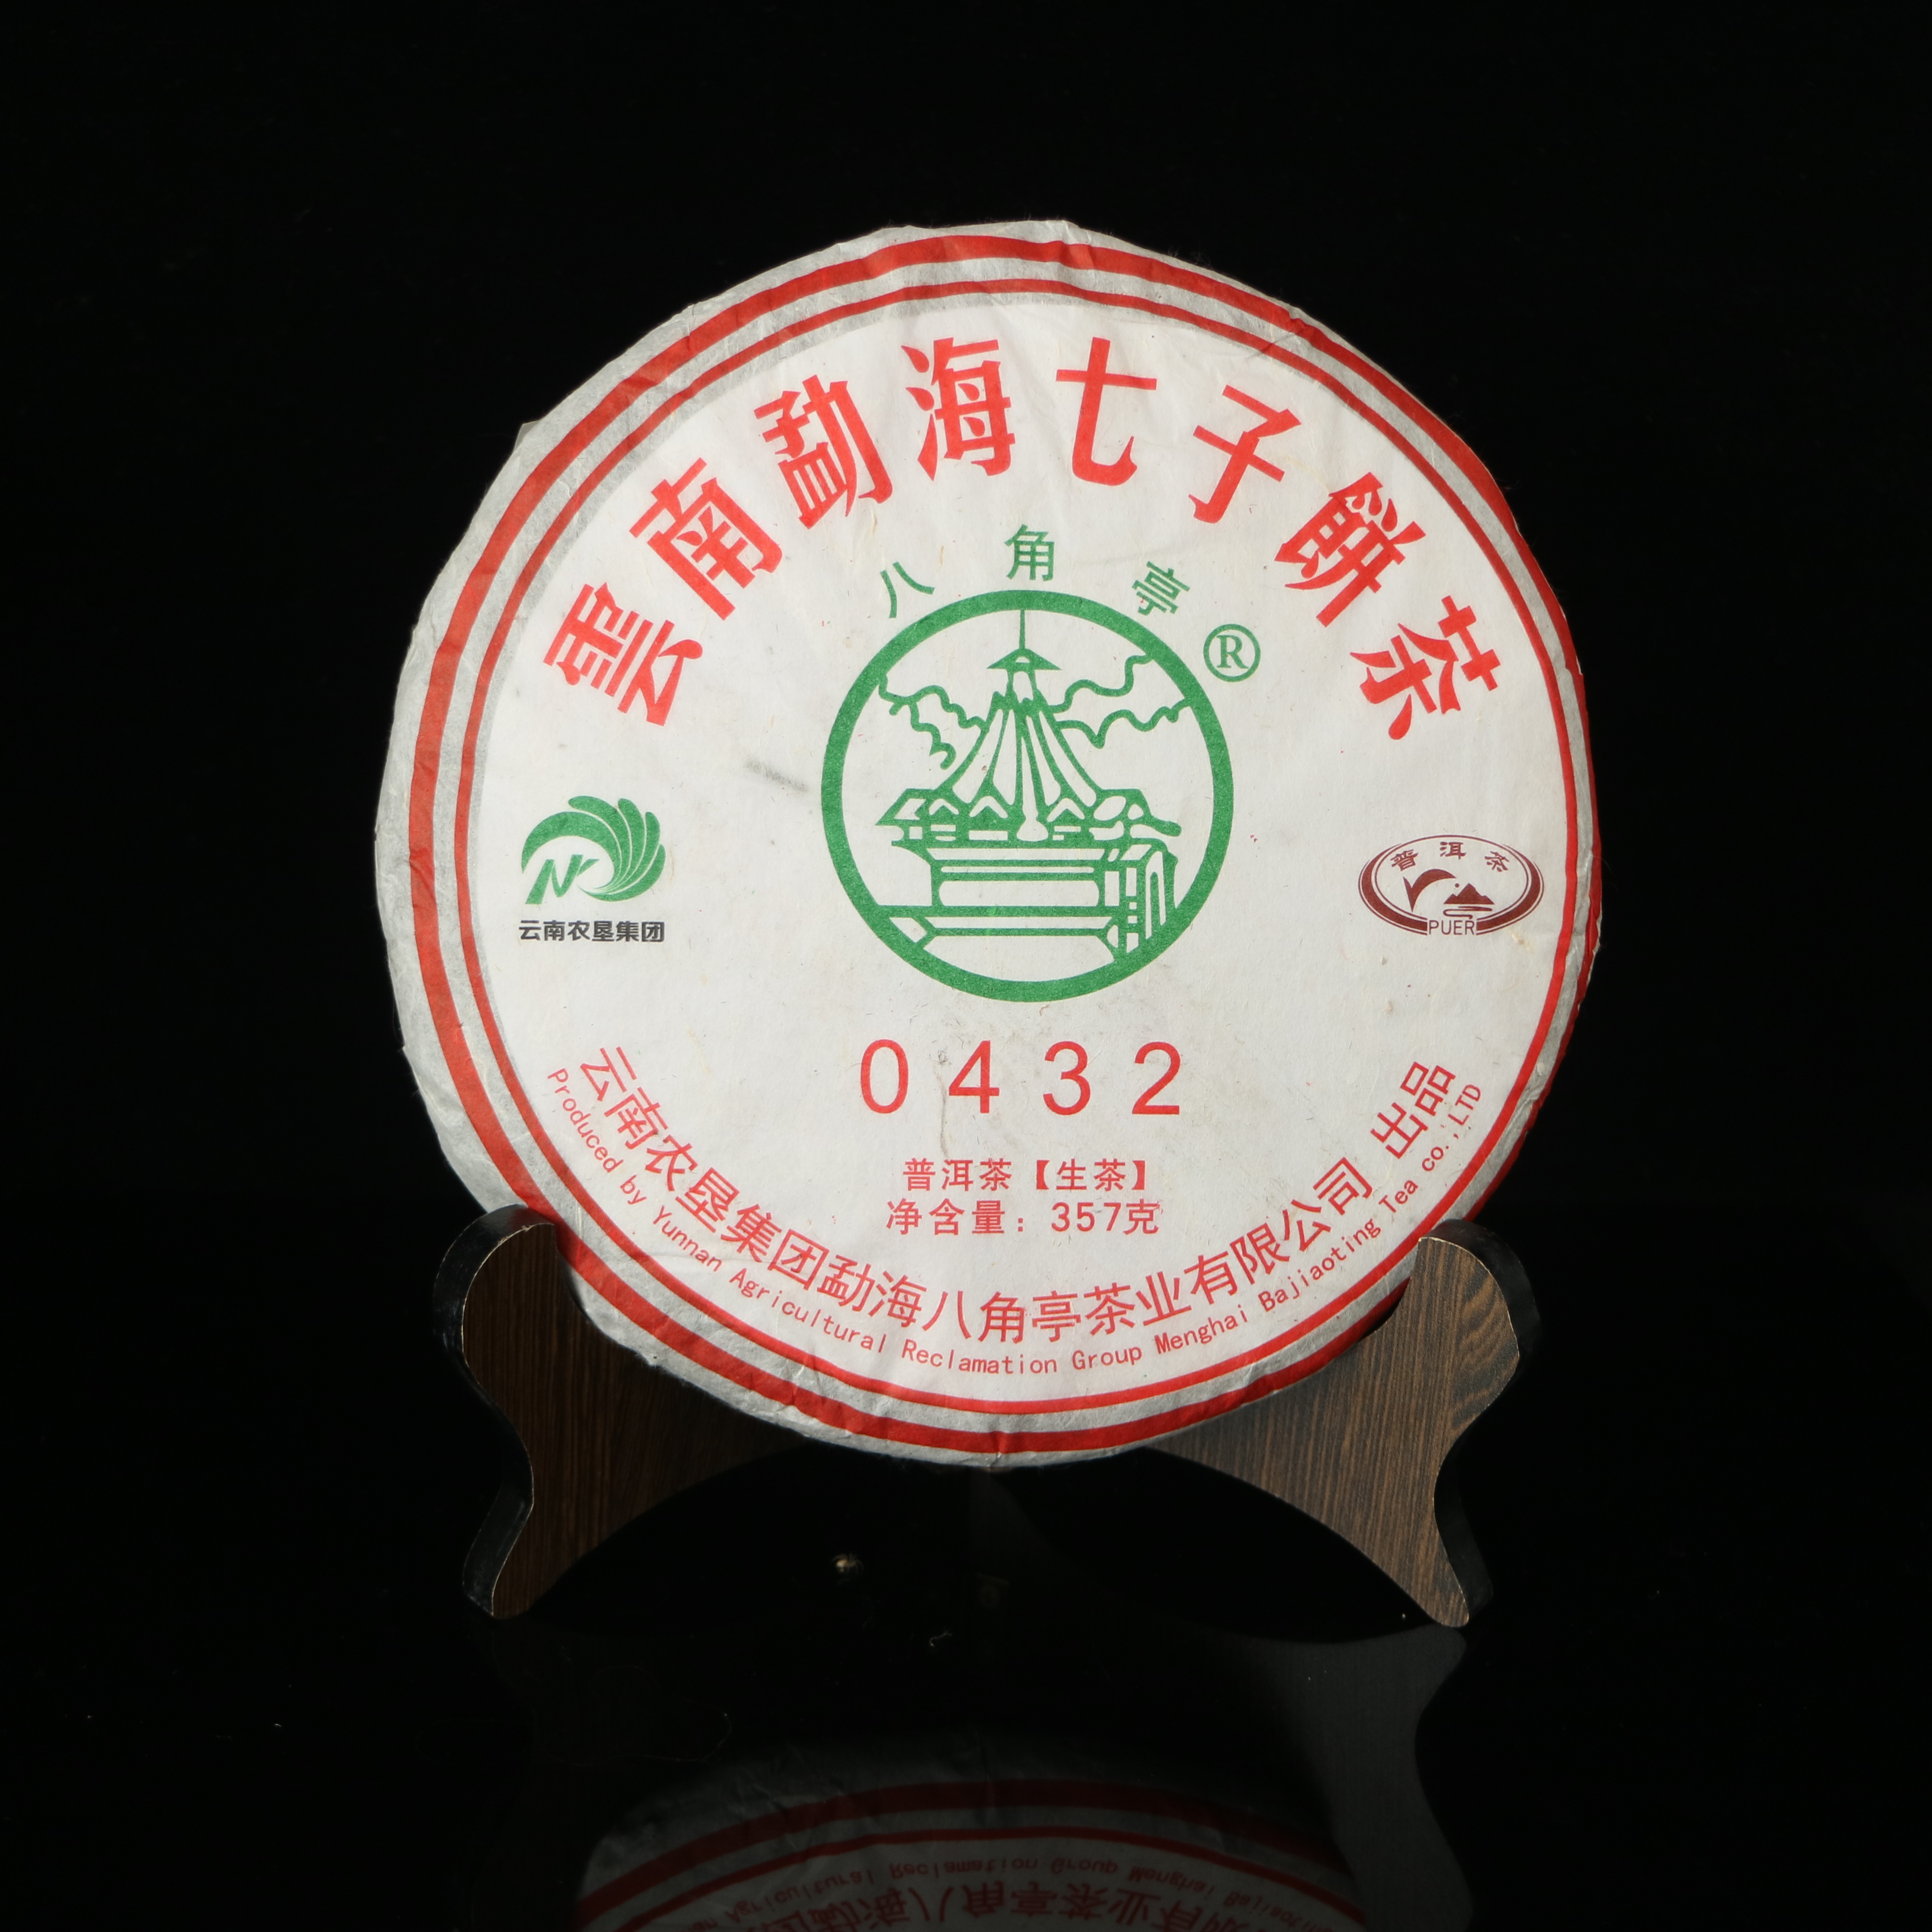 雲南勐海七子餅茶
八角亭
®
NK
云南农垦集团
普洱茶
PUER
0432
普洱茶【生茶】
净含量：357克
云南农垦集团勐海八角亭茶业有限公司 出品
Produced by Yunnan Agricultural Reclamation Group Menghai Bajiaoting Tea co.,LTD